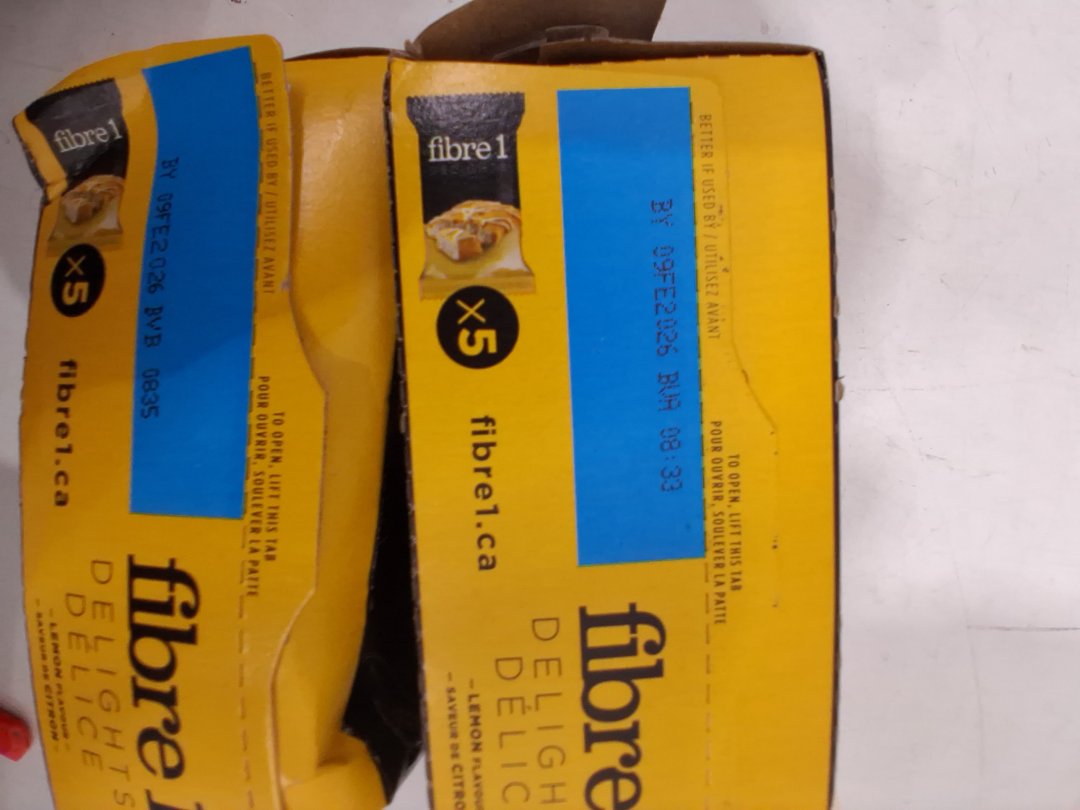 BETTER IF USED BY / UTILISEZ AVANT
BY 09FE2026 BVB 0835
fibre 1
x5
fibre1.ca
TO OPEN, LIFT THIS TAB
POUR OUVRIR, SOULEVER LA PATTE
fibre 1
DELIGHTS
DÉLICE
- LEMON FLAVOUR -
- SAVEUR DE CITRON -
BETTER IF USED BY / UTILISEZ AVANT
BY 09FE2026 BVA 08:33
fibre 1
x5
fibre1.ca
TO OPEN, LIFT THIS TAB
POUR OUVRIR, SOULEVER LA PATTE
fibre
DELIGH
DÉLIC
- LEMON FLAVOU
- SAVEUR DE CITRO